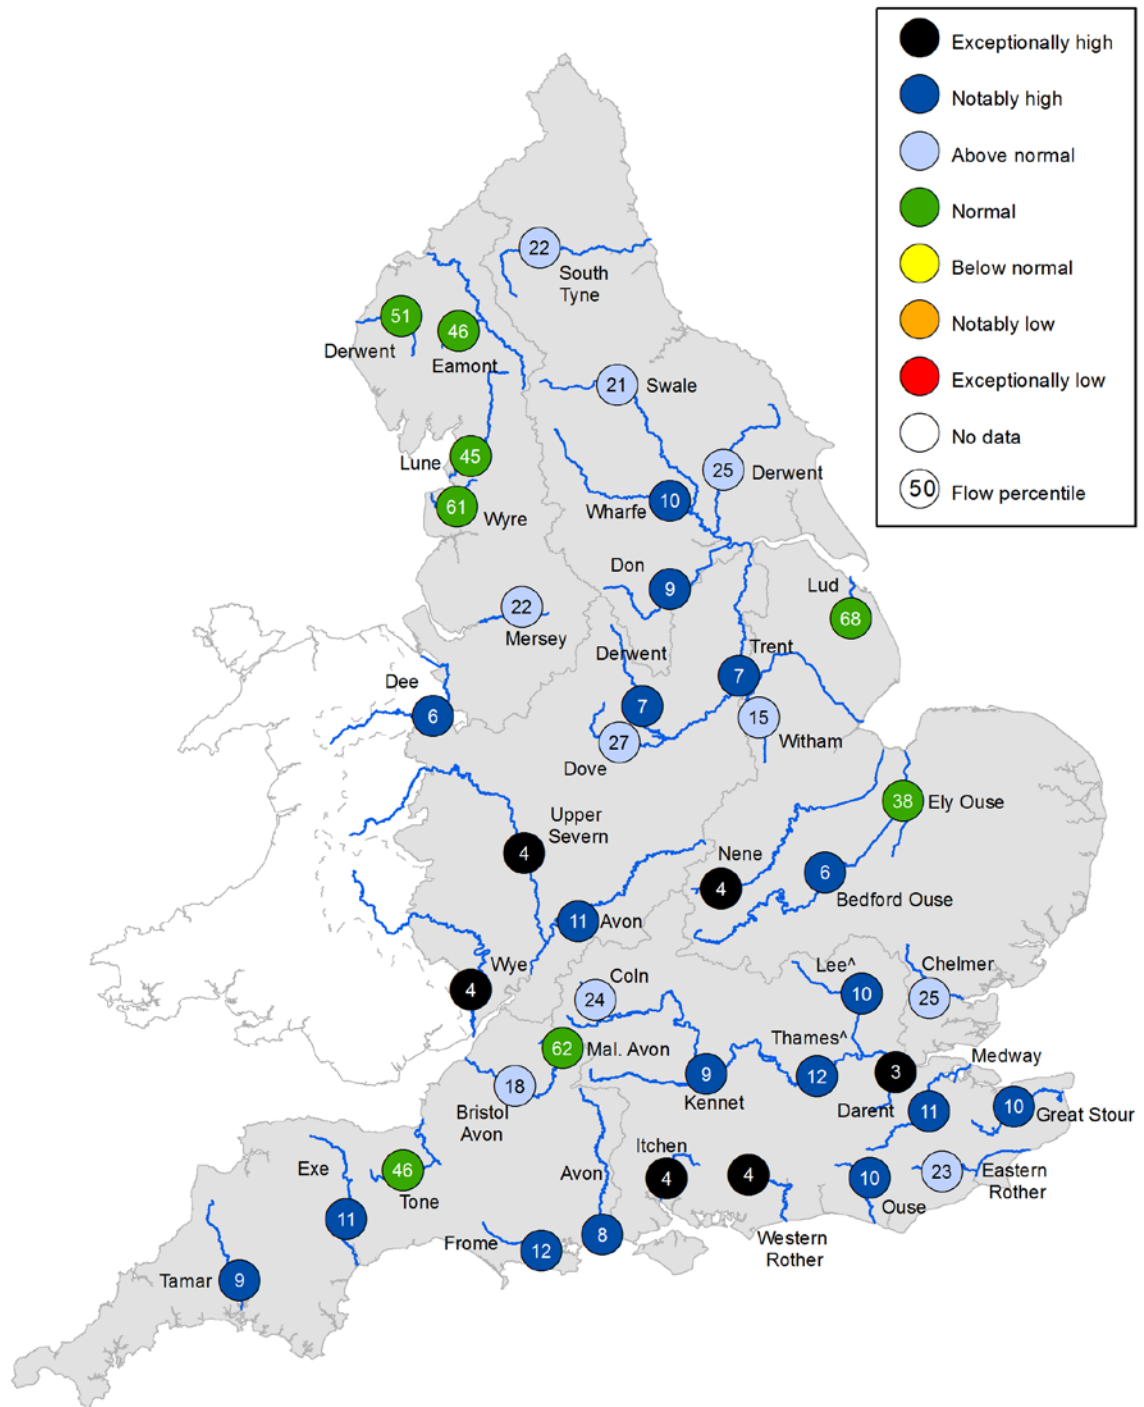 Exceptionally high
Notably high
Above normal
Normal
Below normal
Notably low
Exceptionally low
No data
50 Flow percentile
22
South
Tyne
51
Derwent
46
Eamont
21
Swale
45
Lune
25
Derwent
10
Wharfe
61
Wyre
Don
9
Lud
68
22
Mersey
Derwent
7
Trent
7
Dee
6
15
Witham
27
Dove
38
Ely Ouse
Upper
Severn
4
Nene
4
6
Bedford Ouse
11
Avon
Wye
4
Coln
24
Lee^
10
Chelmer
25
62
Mal. Avon
Thames^
12
3
Darent
Medway
11
18
Bristol
Avon
9
Kennet
10
Great Stour
Exe
11
46
Tone
Avon
8
Itchen
4
4
Western
Rother
10
Ouse
23
Eastern
Rother
Frome
12
Tamar
9